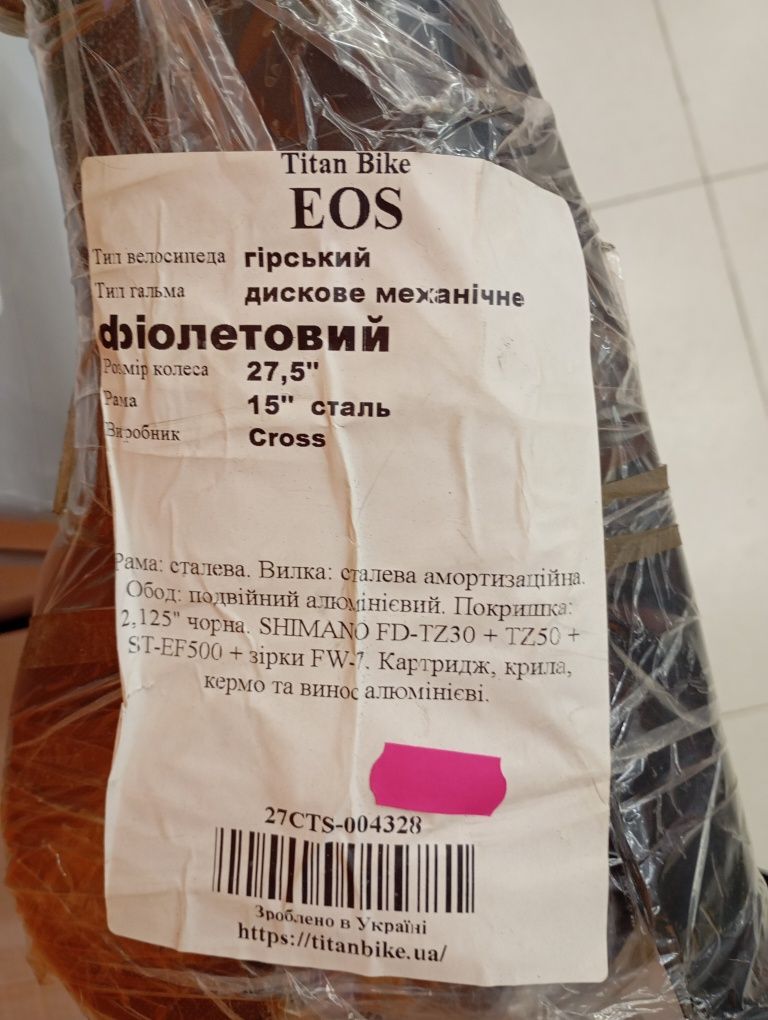 Titan Bike
EOS
Тип велосипеда гірський
Тип гальма дискове механічне
фіолетовий
Розмір колеса 27,5"
Рама 15" сталь
Виробник Cross
Рама: сталева. Вилка: сталева амортизаційна.
Обод: подвійний алюмінієвий. Покришка:
2,125" чорна. SHIMANO FD-TZ30 + TZ50 +
ST-EF500 + зірки FW-7. Картридж, крила,
кермо та винос алюмінієві.
27CTS-004328
Зроблено в Україні
https://titanbike.ua/